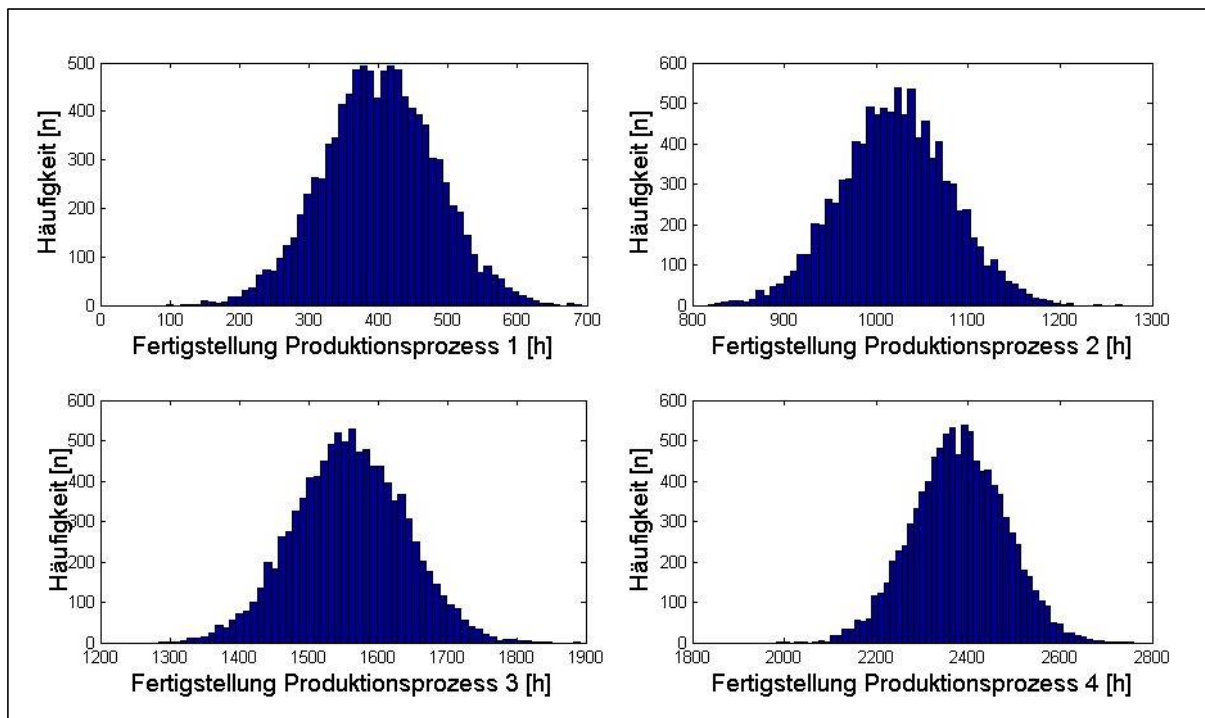 500
400
300
200
100
0
Häufigkeit [n]
0 100 200 300 400 500 600 700
Fertigstellung Produktionsprozess 1 [h]
600
500
400
300
200
100
0
Häufigkeit [n]
800 900 1000 1100 1200 1300
Fertigstellung Produktionsprozess 2 [h]
600
500
400
300
200
100
0
Häufigkeit [n]
1200 1300 1400 1500 1600 1700 1800 1900
Fertigstellung Produktionsprozess 3 [h]
600
500
400
300
200
100
0
Häufigkeit [n]
1800 2000 2200 2400 2600 2800
Fertigstellung Produktionsprozess 4 [h]